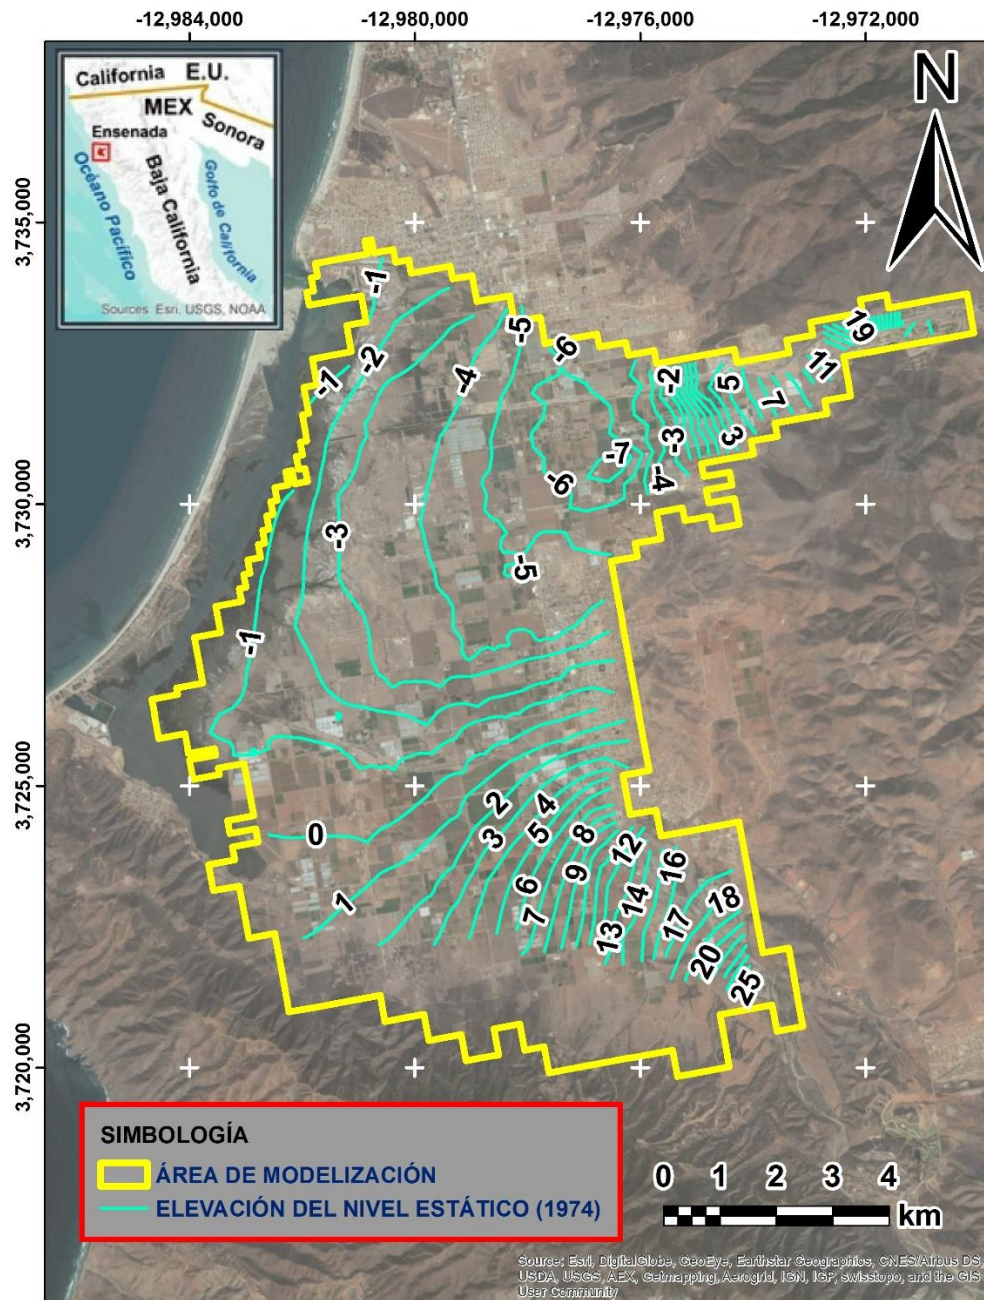 -12,984,000 -12,980,000 -12,976,000 -12,972,000
California E.U.
MEX
Sonora
Ensenada
Baja California
Océano Pacífico
Golfo de California
Sources: Esri, USGS, NOAA
N
3,735,000
3,730,000
3,725,000
3,720,000
-1
-2
-1
-4
-5
-6
-2
5
7
11
19
-3
3
-7
-6
-4
-3
-5
-1
0
1
2
3
4
5
6
7
8
9
12
13
14
16
17
18
20
25
SIMBOLOGÍA
ÁREA DE MODELIZACIÓN
ELEVACIÓN DEL NIVEL ESTÁTICO (1974)
0 1 2 3 4
km
Source: Esri, DigitalGlobe, GeoEye, Earthstar Geographics, CNES/Airbus DS,
USDA, USGS, AEX, Getmapping, Aerogrid, IGN, IGP, swisstopo, and the GIS
User Community